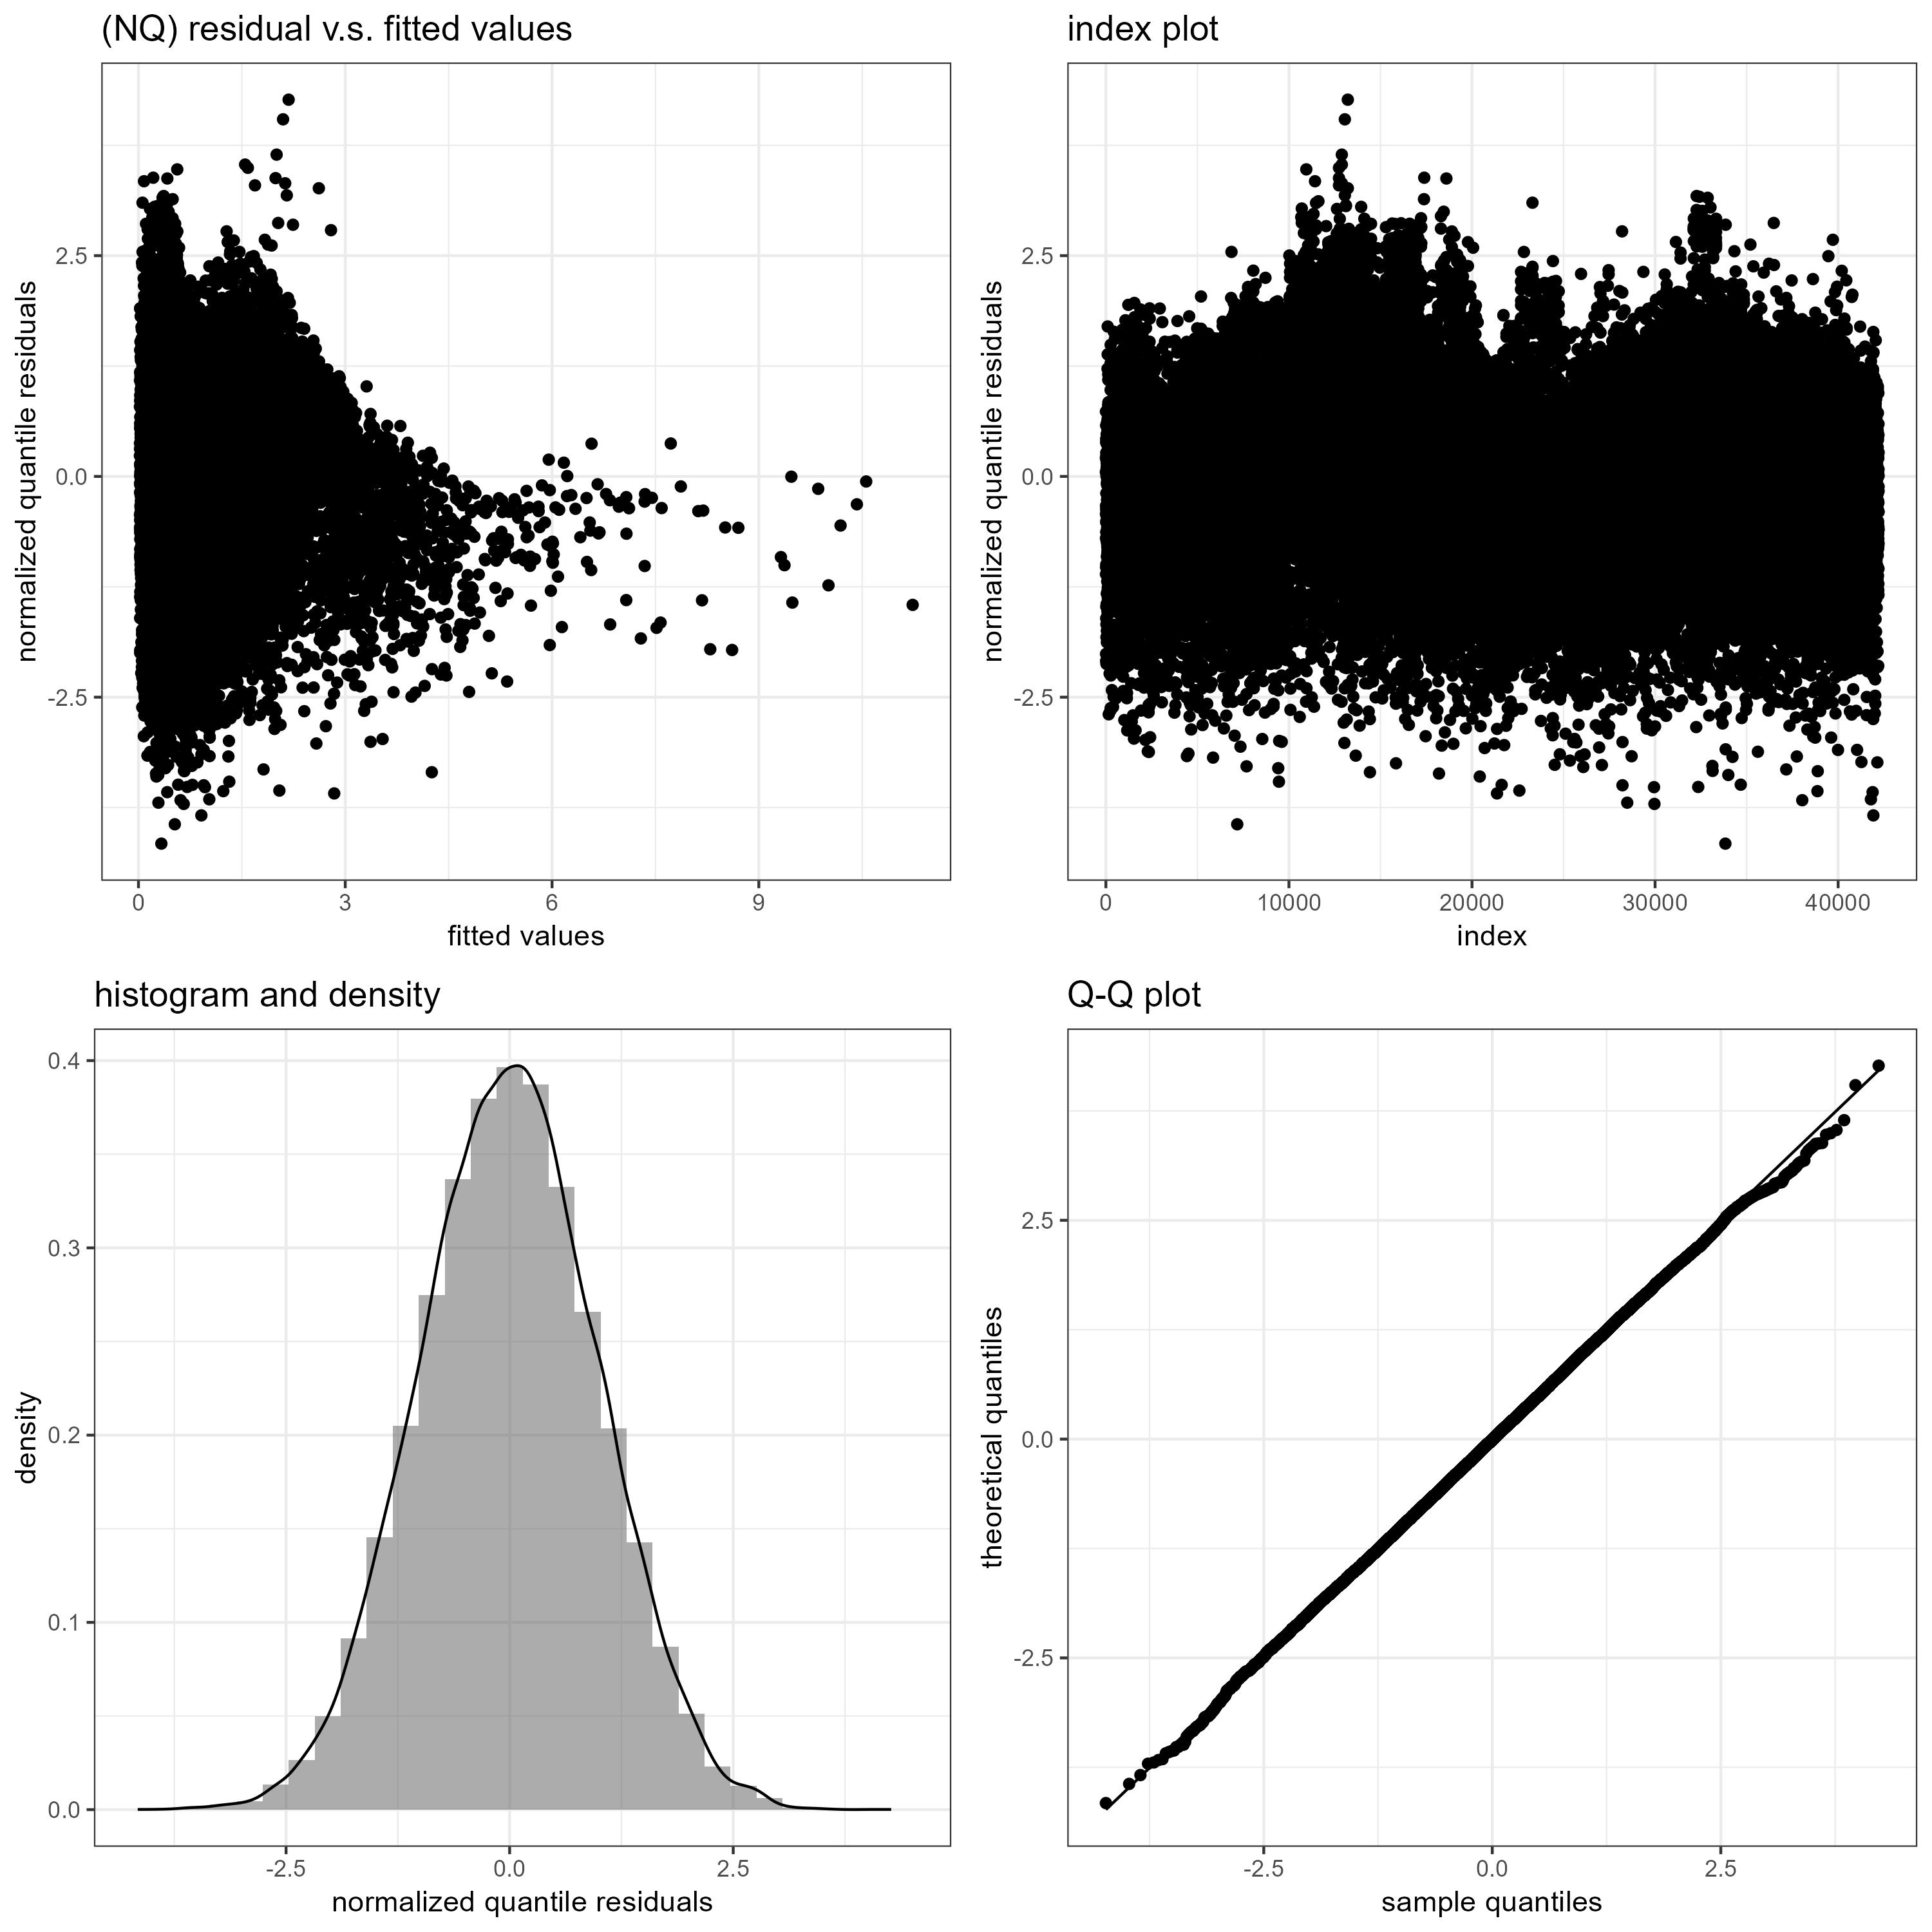 (NQ) residual v.s. fitted values
normalized quantile residuals
2.5
0.0
-2.5
0 3 6 9
fitted values
index plot
normalized quantile residuals
2.5
0.0
-2.5
0 10000 20000 30000 40000
index
histogram and density
density
0.4
0.3
0.2
0.1
0.0
-2.5 0.0 2.5
normalized quantile residuals
Q-Q plot
theoretical quantiles
2.5
0.0
-2.5
-2.5 0.0 2.5
sample quantiles